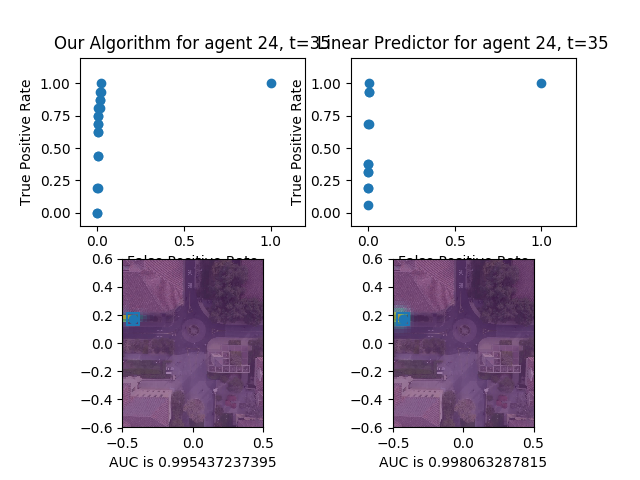 Our Algorithm for agent 24, t=35
Linear Predictor for agent 24, t=35
True Positive Rate
1.00
0.75
0.50
0.25
0.00
0.0 0.5 1.0
False Positive Rate
True Positive Rate
1.00
0.75
0.50
0.25
0.00
0.0 0.5 1.0
False Positive Rate
0.6
0.4
0.2
0.0
−0.2
−0.4
−0.6
−0.5 0.0 0.5
AUC is 0.995437237395
0.6
0.4
0.2
0.0
−0.2
−0.4
−0.6
−0.5 0.0 0.5
AUC is 0.998063287815